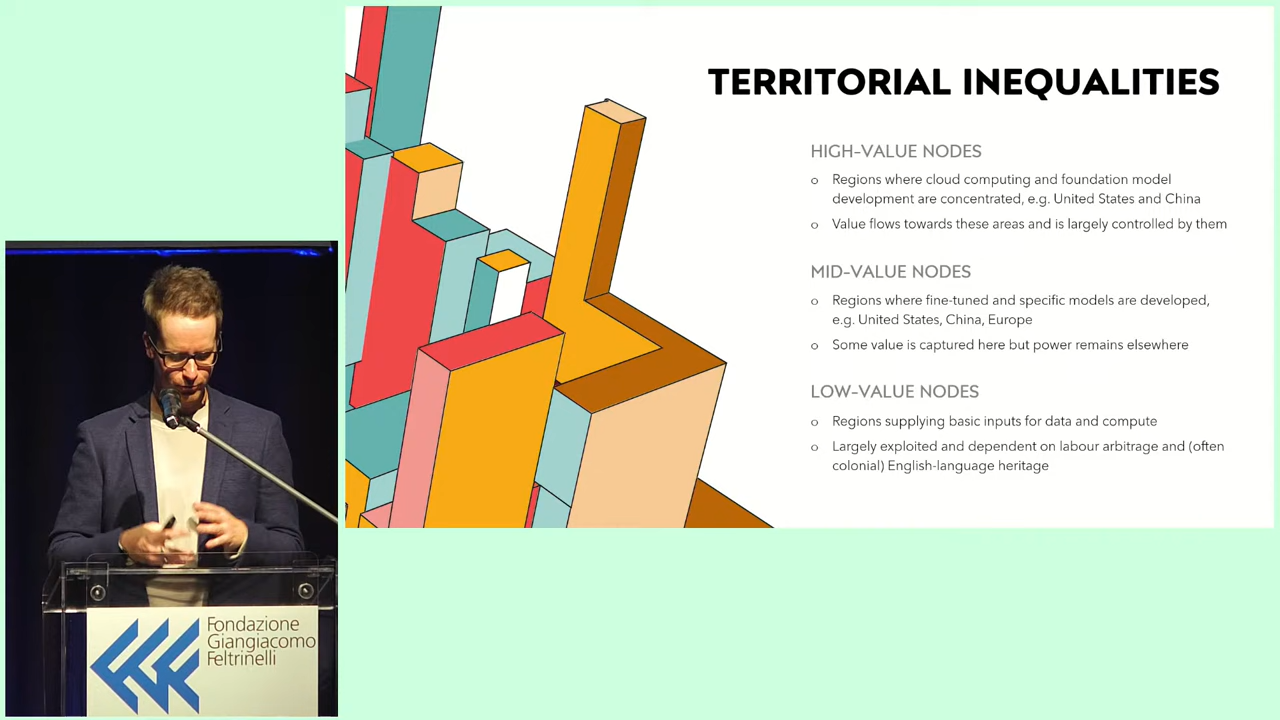 TERRITORIAL INEQUALITIES
HIGH-VALUE NODES
o Regions where cloud computing and foundation model
development are concentrated, e.g. United States and China
o Value flows towards these areas and is largely controlled by them
MID-VALUE NODES
o Regions where fine-tuned and specific models are developed,
e.g. United States, China, Europe
o Some value is captured here but power remains elsewhere
LOW-VALUE NODES
o Regions supplying basic inputs for data and compute
o Largely exploited and dependent on labour arbitrage and (often
colonial) English-language heritage
Fondazione
Giangiacomo
Feltrinelli